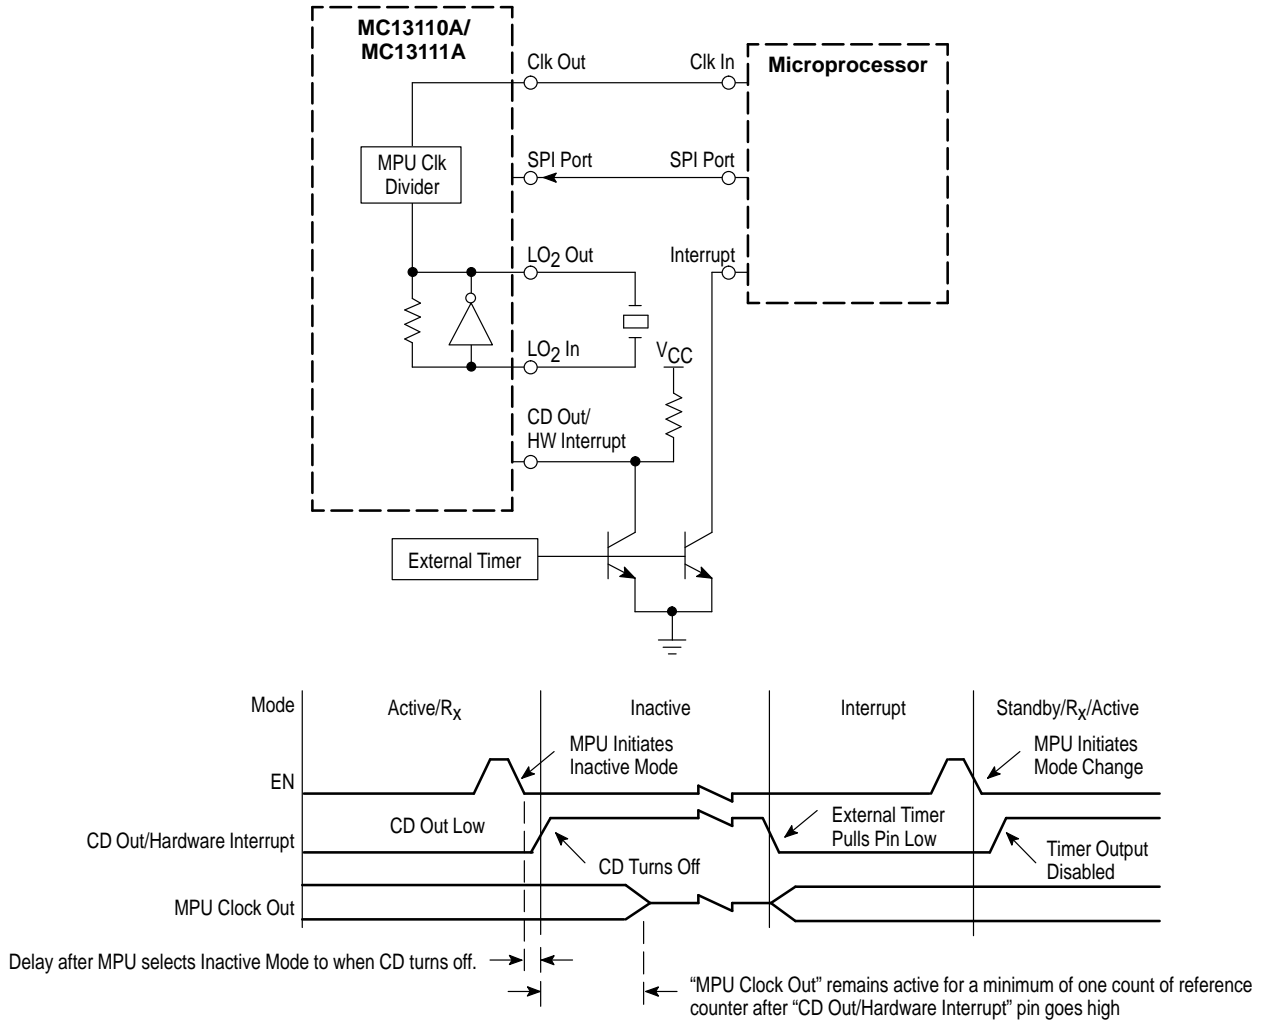 MC13110A/
MC13111A
Clk Out
Clk In
Microprocessor
MPU Clk
Divider
SPI Port
SPI Port
LO2 Out
Interrupt
LO2 In
VCC
CD Out/
HW Interrupt
External Timer
Mode
Active/Rx
Inactive
Interrupt
Standby/Rx/Active
EN
MPU Initiates
Inactive Mode
MPU Initiates
Mode Change
CD Out/Hardware Interrupt
CD Out Low
CD Turns Off
External Timer
Pulls Pin Low
Timer Output
Disabled
MPU Clock Out
Delay after MPU selects Inactive Mode to when CD turns off.
“MPU Clock Out” remains active for a minimum of one count of reference
counter after “CD Out/Hardware Interrupt” pin goes high